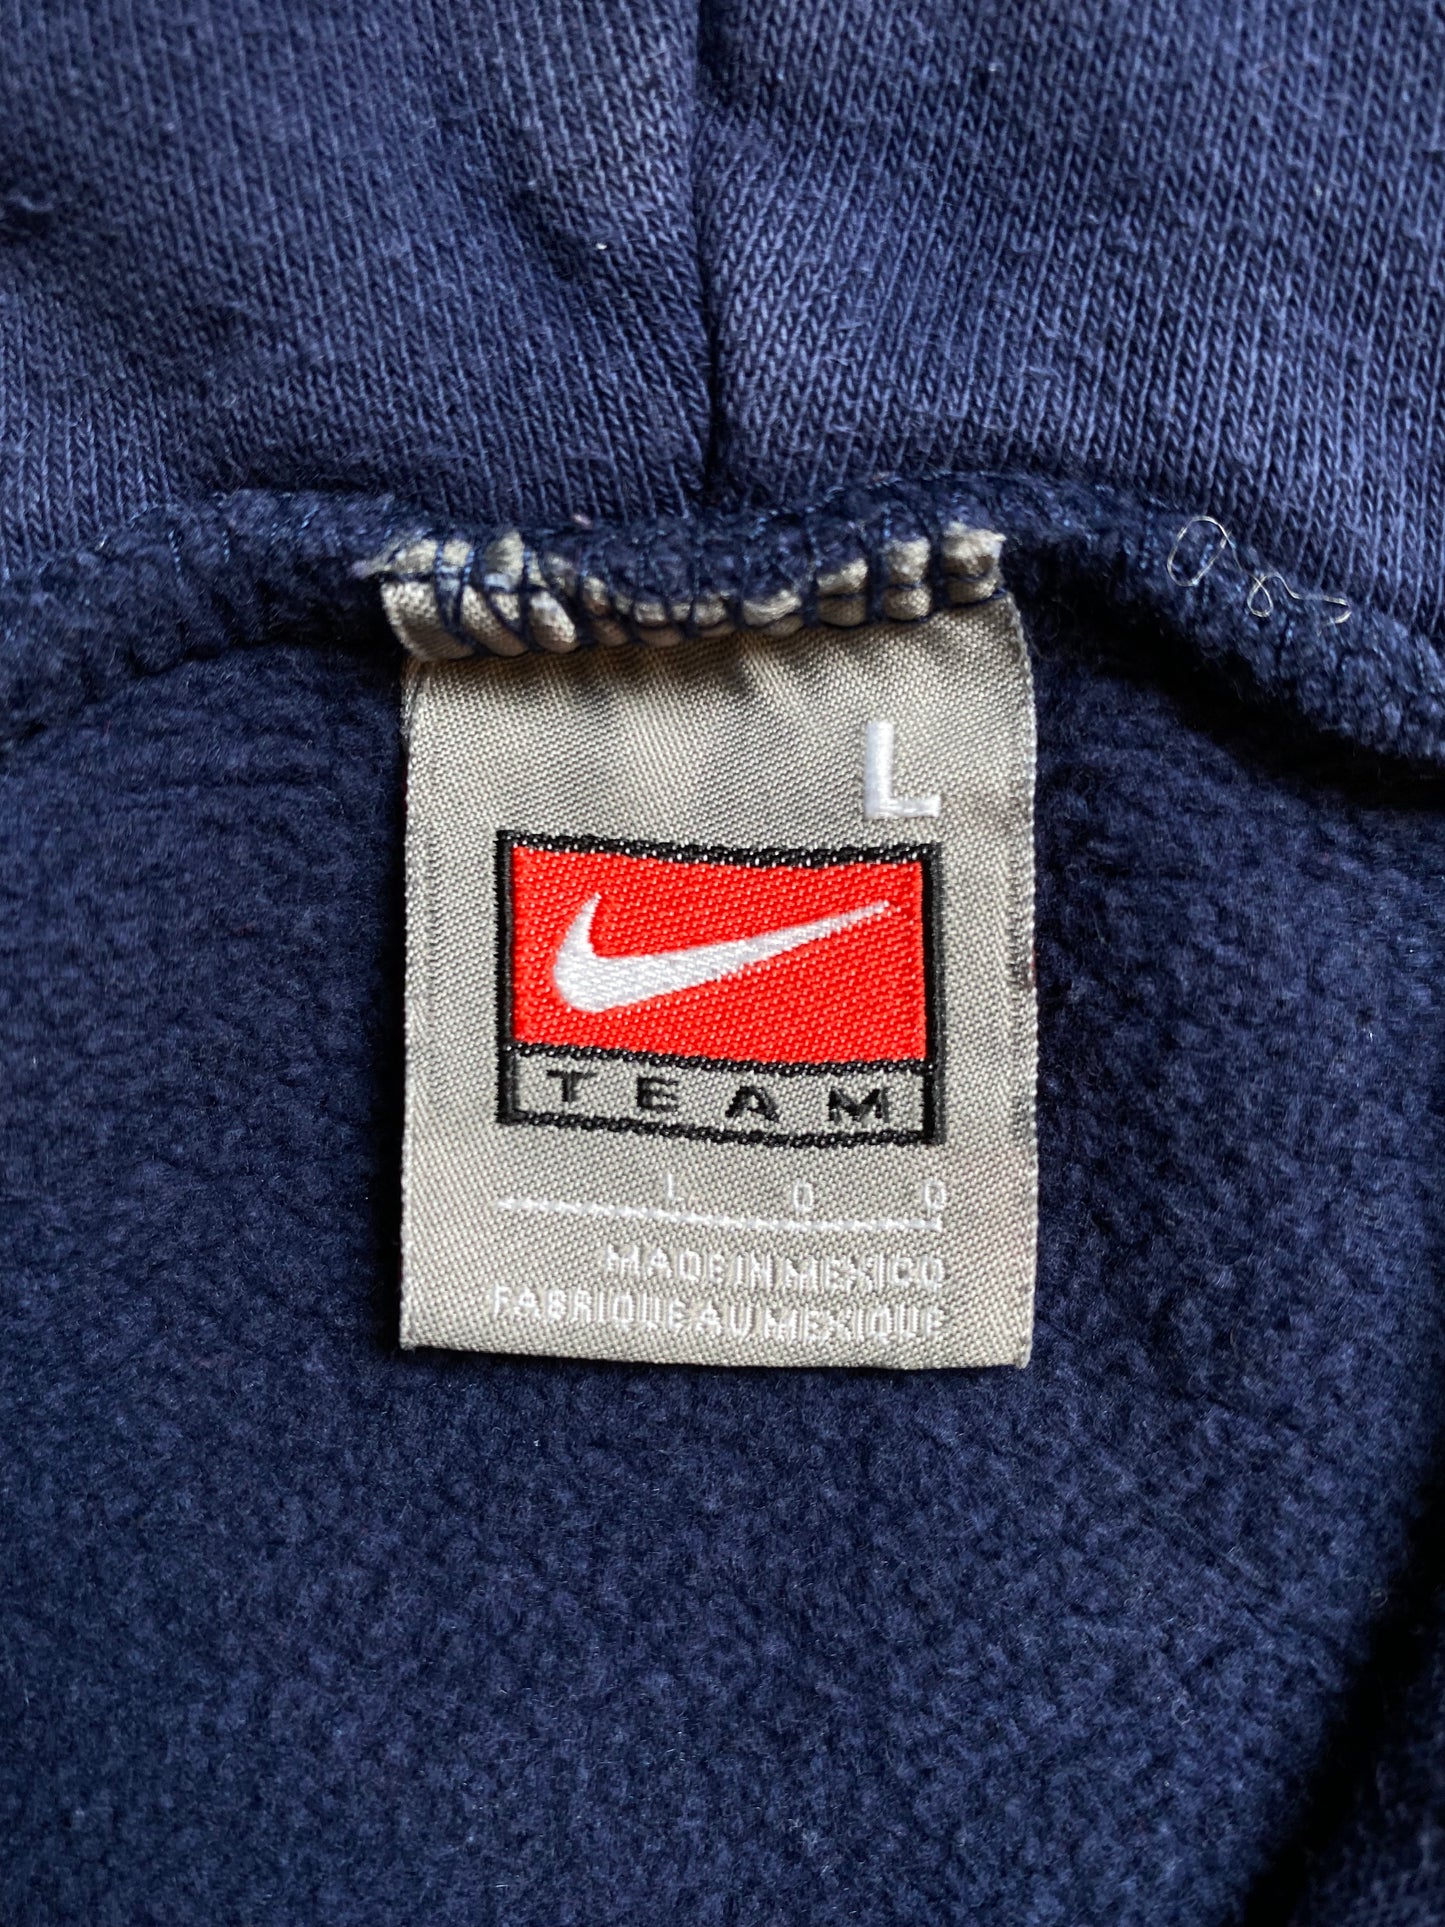 L
TEAM
L G G
MADE IN MEXICO
FABRIQUE AU MEXIQUE